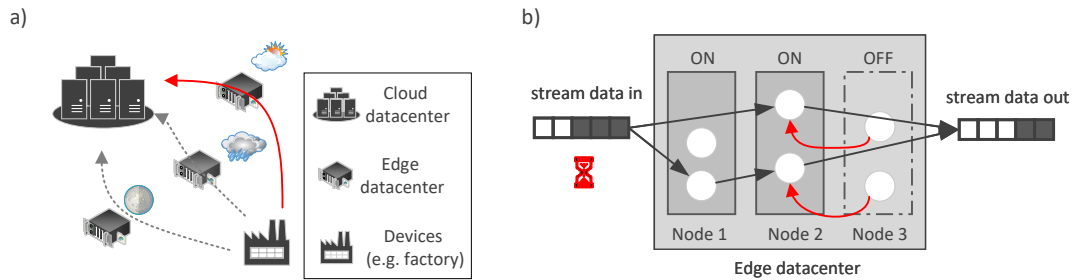 a)
Cloud
datacenter
Edge
datacenter
Devices
(e.g. factory)
b)
ON
ON
OFF
stream data in
stream data out
Node 1
Node 2
Node 3
Edge datacenter